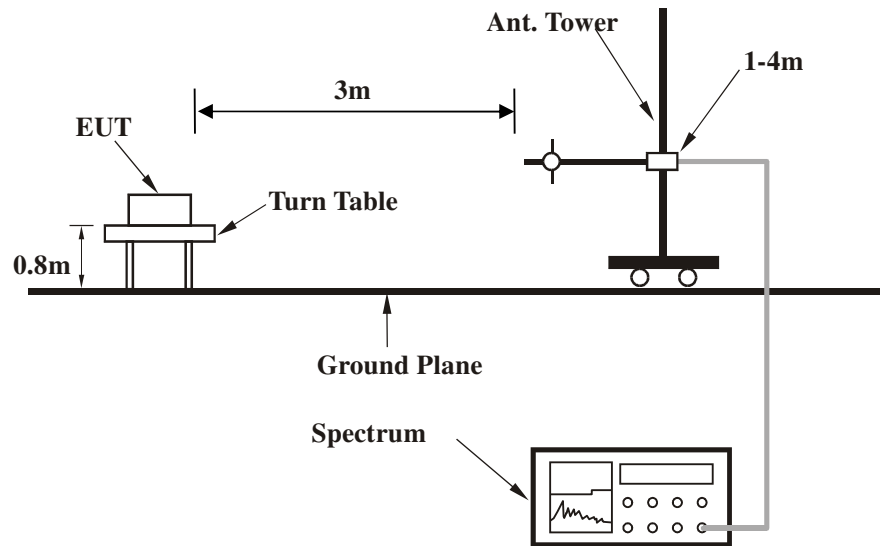 Ant. Tower
1-4m
3m
EUT
Turn Table
0.8m
Ground Plane
Spectrum